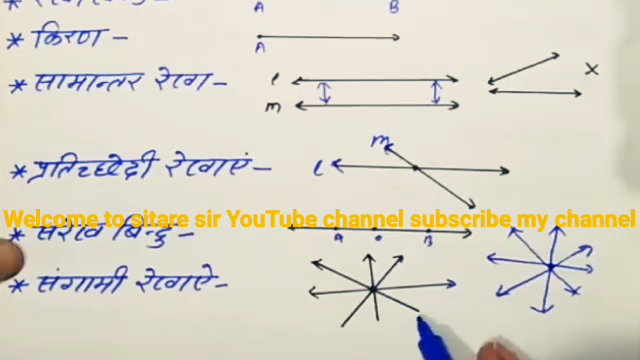 A B
* किरण –
A
* सामान्तर रेखा –
l
m
x
* प्रतिच्छेदी रेखाएं –
l
m
Welcome to sitare sir YouTube channel subscribe my channel
* सरेख बिन्दु –
A
B
* संगामी रेखाऐ –